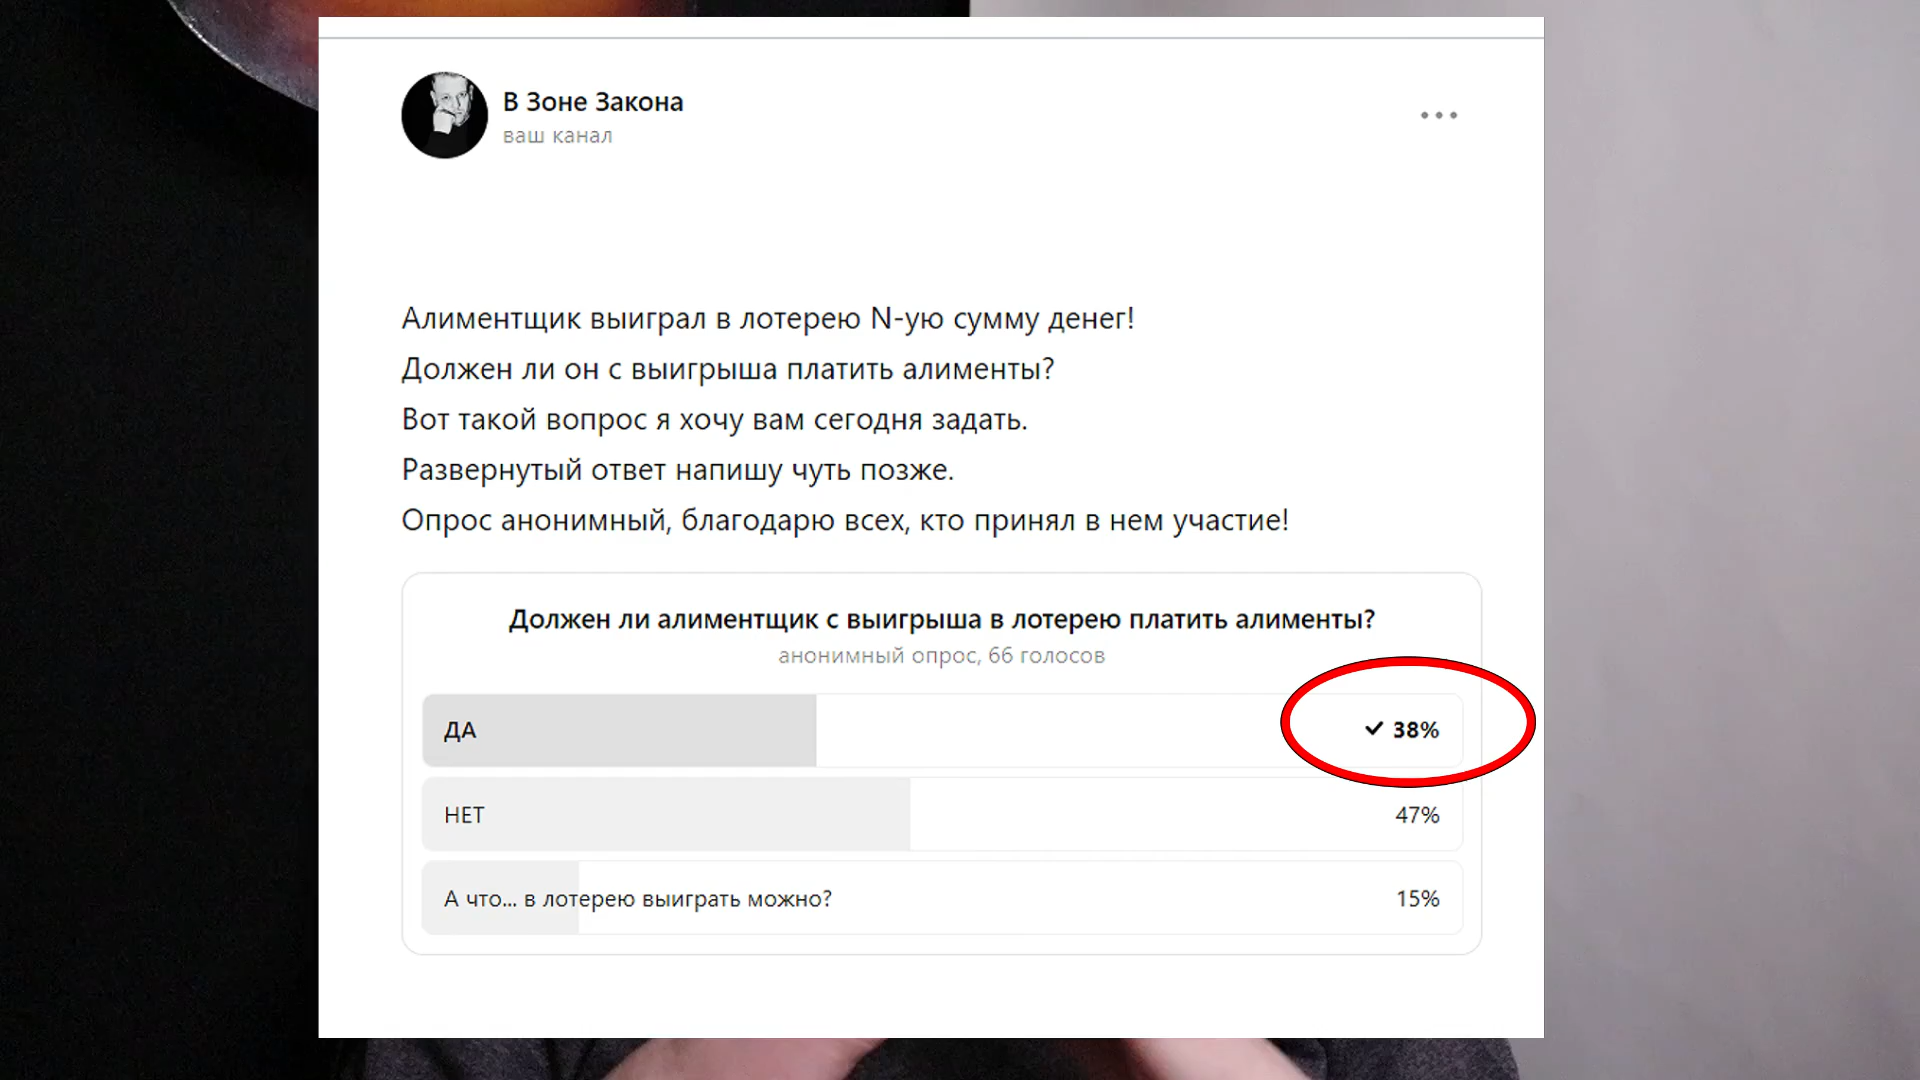 В Зоне Закона
ваш канал
Алиментщик выиграл в лотерею N-ую сумму денег!
Должен ли он с выигрыша платить алименты?
Вот такой вопрос я хочу вам сегодня задать.
Развернутый ответ напишу чуть позже.
Опрос анонимный, благодарю всех, кто принял в нем участие!
Должен ли алиментщик с выигрыша в лотерею платить алименты?
анонимный опрос, 66 голосов
ДА 38%
НЕТ 47%
А что... в лотерею выиграть можно? 15%